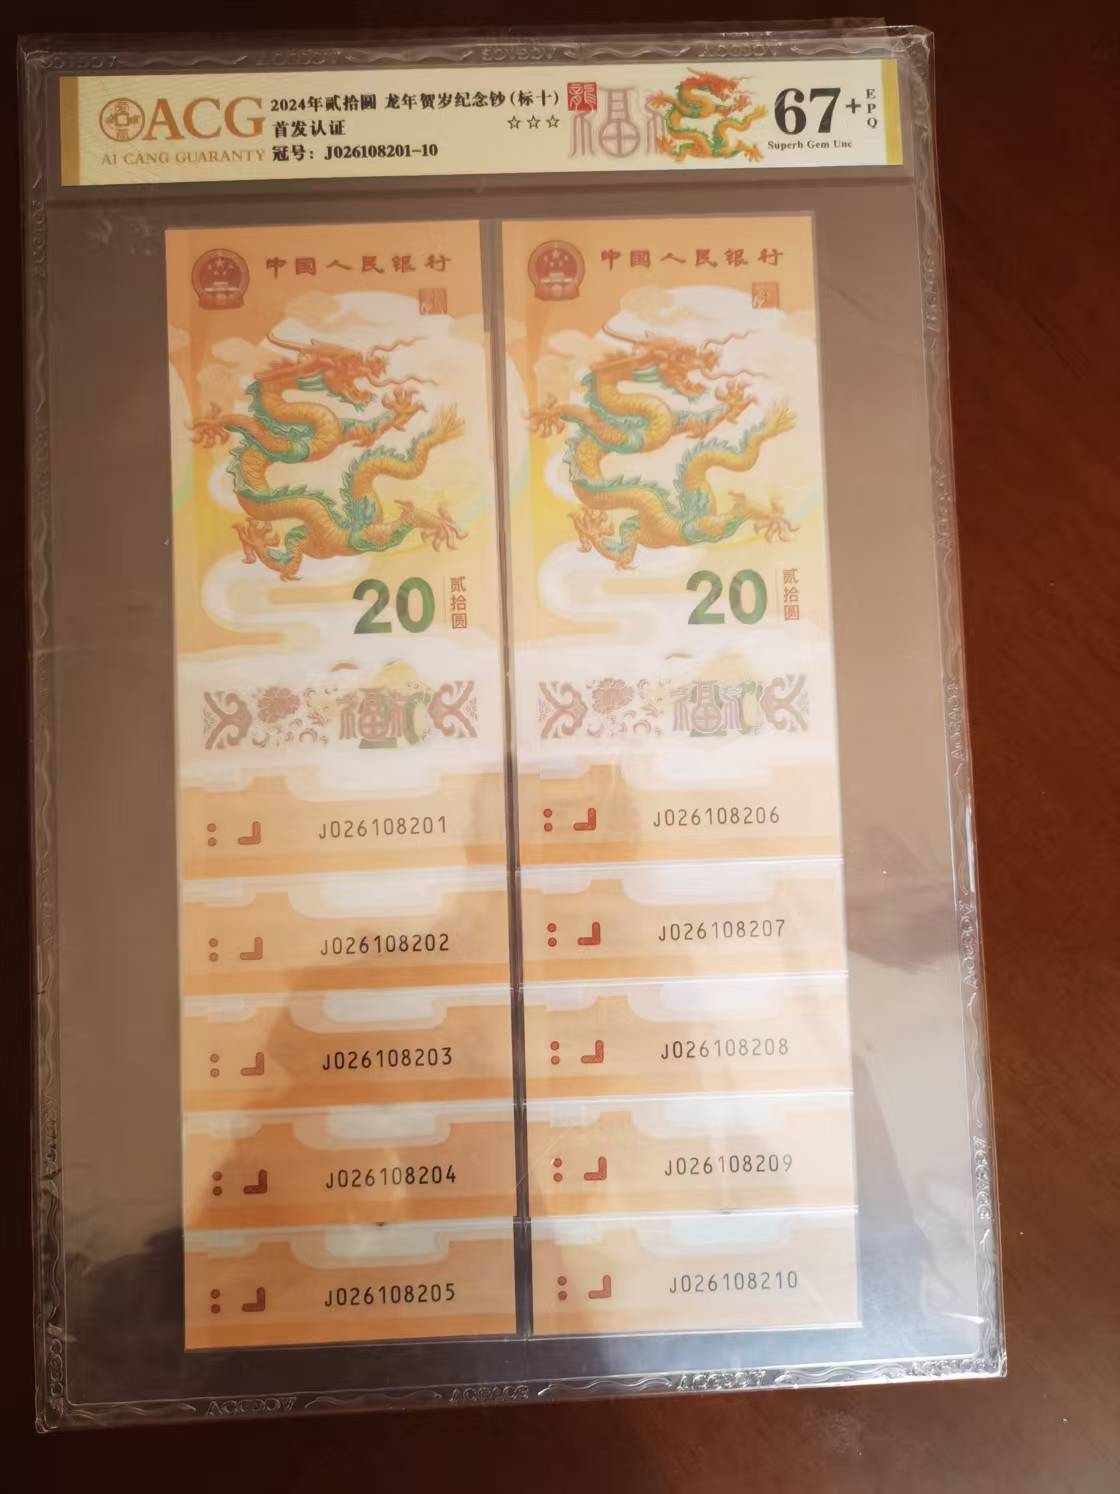 ACG
AI CANG GUARANTY
2024年贰拾圆 龙年贺岁纪念钞(标十)
首发认证 ☆☆☆
冠号: J026108201-10
福
67+ EPQ
Superb Gem Unc
中国人民银行
20 贰拾圆
福
J026108201
J026108202
J026108203
J026108204
J026108205
中国人民银行
20 贰拾圆
福
J026108206
J026108207
J026108208
J026108209
J026108210